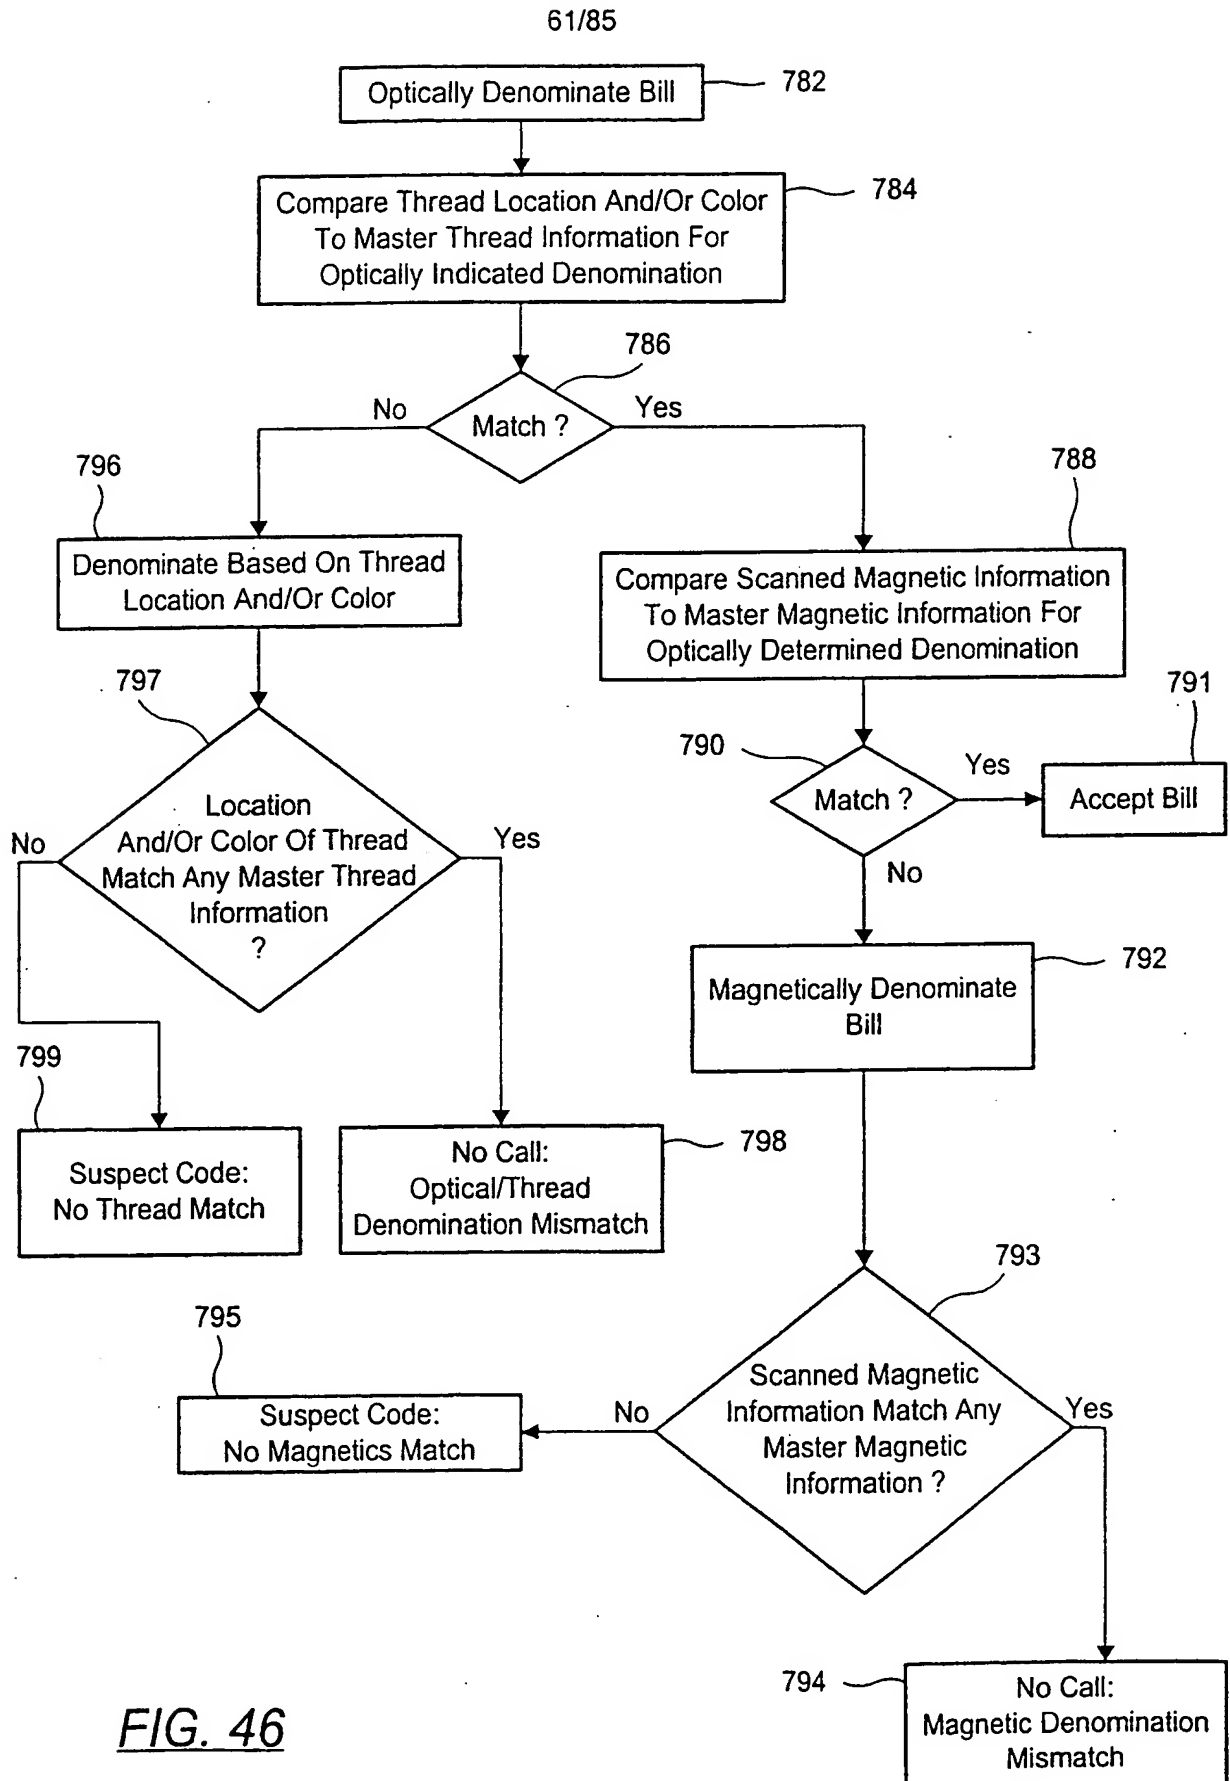 61/85
Optically Denominate Bill
782
Compare Thread Location And/Or Color
To Master Thread Information For
Optically Indicated Denomination
784
786
Match ?
No
Yes
796
Denominate Based On Thread
Location And/Or Color
788
Compare Scanned Magnetic Information
To Master Magnetic Information For
Optically Determined Denomination
797
Location
And/Or Color Of Thread
Match Any Master Thread
Information
?
No
Yes
790
Match ?
Yes
No
791
Accept Bill
792
Magnetically Denominate
Bill
799
Suspect Code:
No Thread Match
798
No Call:
Optical/Thread
Denomination Mismatch
793
Scanned Magnetic
Information Match Any
Master Magnetic
Information ?
No
Yes
795
Suspect Code:
No Magnetics Match
794
No Call:
Magnetic Denomination
Mismatch
FIG. 46